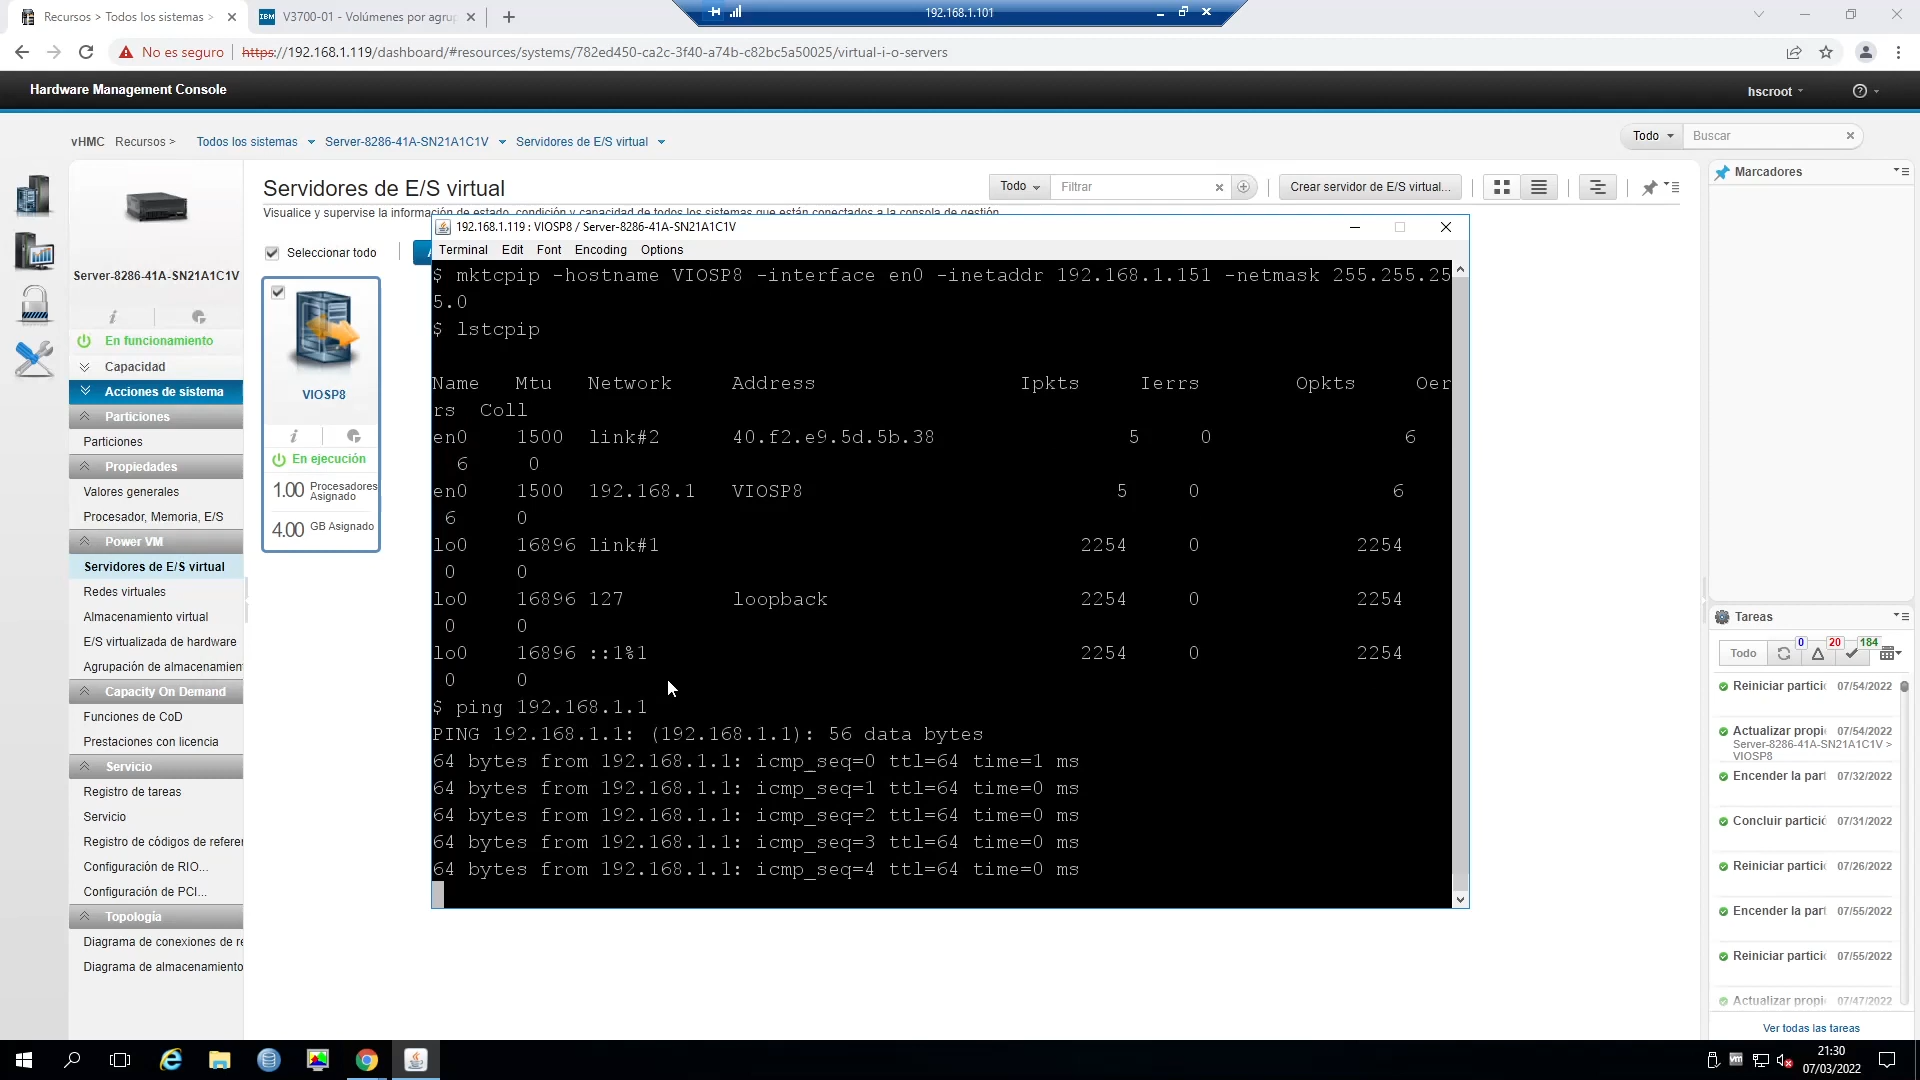 Recursos > Todos los sistemas >
V3700-01 - Volúmenes por agrup
192.168.1.101
No es seguro
https://192.168.1.119/dashboard/#resources/systems/782ed450-ca2c-3f40-a74b-c82bc5a50025/virtual-i-o-servers
Hardware Management Console
hscroot
vHMC Recursos > Todos los sistemas Server-8286-41A-SN21A1C1V Servidores de E/S virtual
Todo Buscar
Server-8286-41A-SN21A1C1V
En funcionamiento
Capacidad
Acciones de sistema
Particiones
Particiones
Propiedades
Valores generales
Procesador, Memoria, E/S
Power VM
Servidores de E/S virtual
Redes virtuales
Almacenamiento virtual
E/S virtualizada de hardware
Agrupación de almacenamien
Capacity On Demand
Funciones de CoD
Prestaciones con licencia
Servicio
Registro de tareas
Servicio
Registro de códigos de referen
Configuración de RIO...
Configuración de PCI...
Topología
Diagrama de conexiones de re
Diagrama de almacenamiento
Servidores de E/S virtual
Todo Filtrar
Crear servidor de E/S virtual...
Visualice y supervise la información de estado, condición y capacidad de todos los sistemas que están conectados a la consola de gestión.
Seleccionar todo
VIOSP8
En ejecución
1.00 Procesadores Asignado
4.00 GB Asignado
192.168.1.119 : VIOSP8 / Server-8286-41A-SN21A1C1V
Terminal Edit Font Encoding Options
$ mktcpip -hostname VIOSP8 -interface en0 -inetaddr 192.168.1.151 -netmask 255.255.25
5.0
$ lstcpip
Name Mtu Network Address Ipkts Ierrs Opkts Oer
rs Coll
en0 1500 link#2 40.f2.e9.5d.5b.38 5 0 6
6 0
en0 1500 192.168.1 VIOSP8 5 0 6
6 0
lo0 16896 link#1 2254 0 2254
0 0
lo0 16896 127 loopback 2254 0 2254
0 0
lo0 16896 ::1%1 2254 0 2254
0 0
$ ping 192.168.1.1
PING 192.168.1.1: (192.168.1.1): 56 data bytes
64 bytes from 192.168.1.1: icmp_seq=0 ttl=64 time=1 ms
64 bytes from 192.168.1.1: icmp_seq=1 ttl=64 time=0 ms
64 bytes from 192.168.1.1: icmp_seq=2 ttl=64 time=0 ms
64 bytes from 192.168.1.1: icmp_seq=3 ttl=64 time=0 ms
64 bytes from 192.168.1.1: icmp_seq=4 ttl=64 time=0 ms
Marcadores
Tareas
Todo 0 20 184
Reiniciar partici 07/54/2022
Actualizar propi 07/54/2022
Server-8286-41A-SN21A1C1V >
VIOSP8
Encender la part 07/32/2022
Concluir partició 07/31/2022
Reiniciar partici 07/26/2022
Encender la part 07/55/2022
Reiniciar partici 07/55/2022
Actualizar propi 07/47/2022
Ver todas las tareas
21:30
07/03/2022